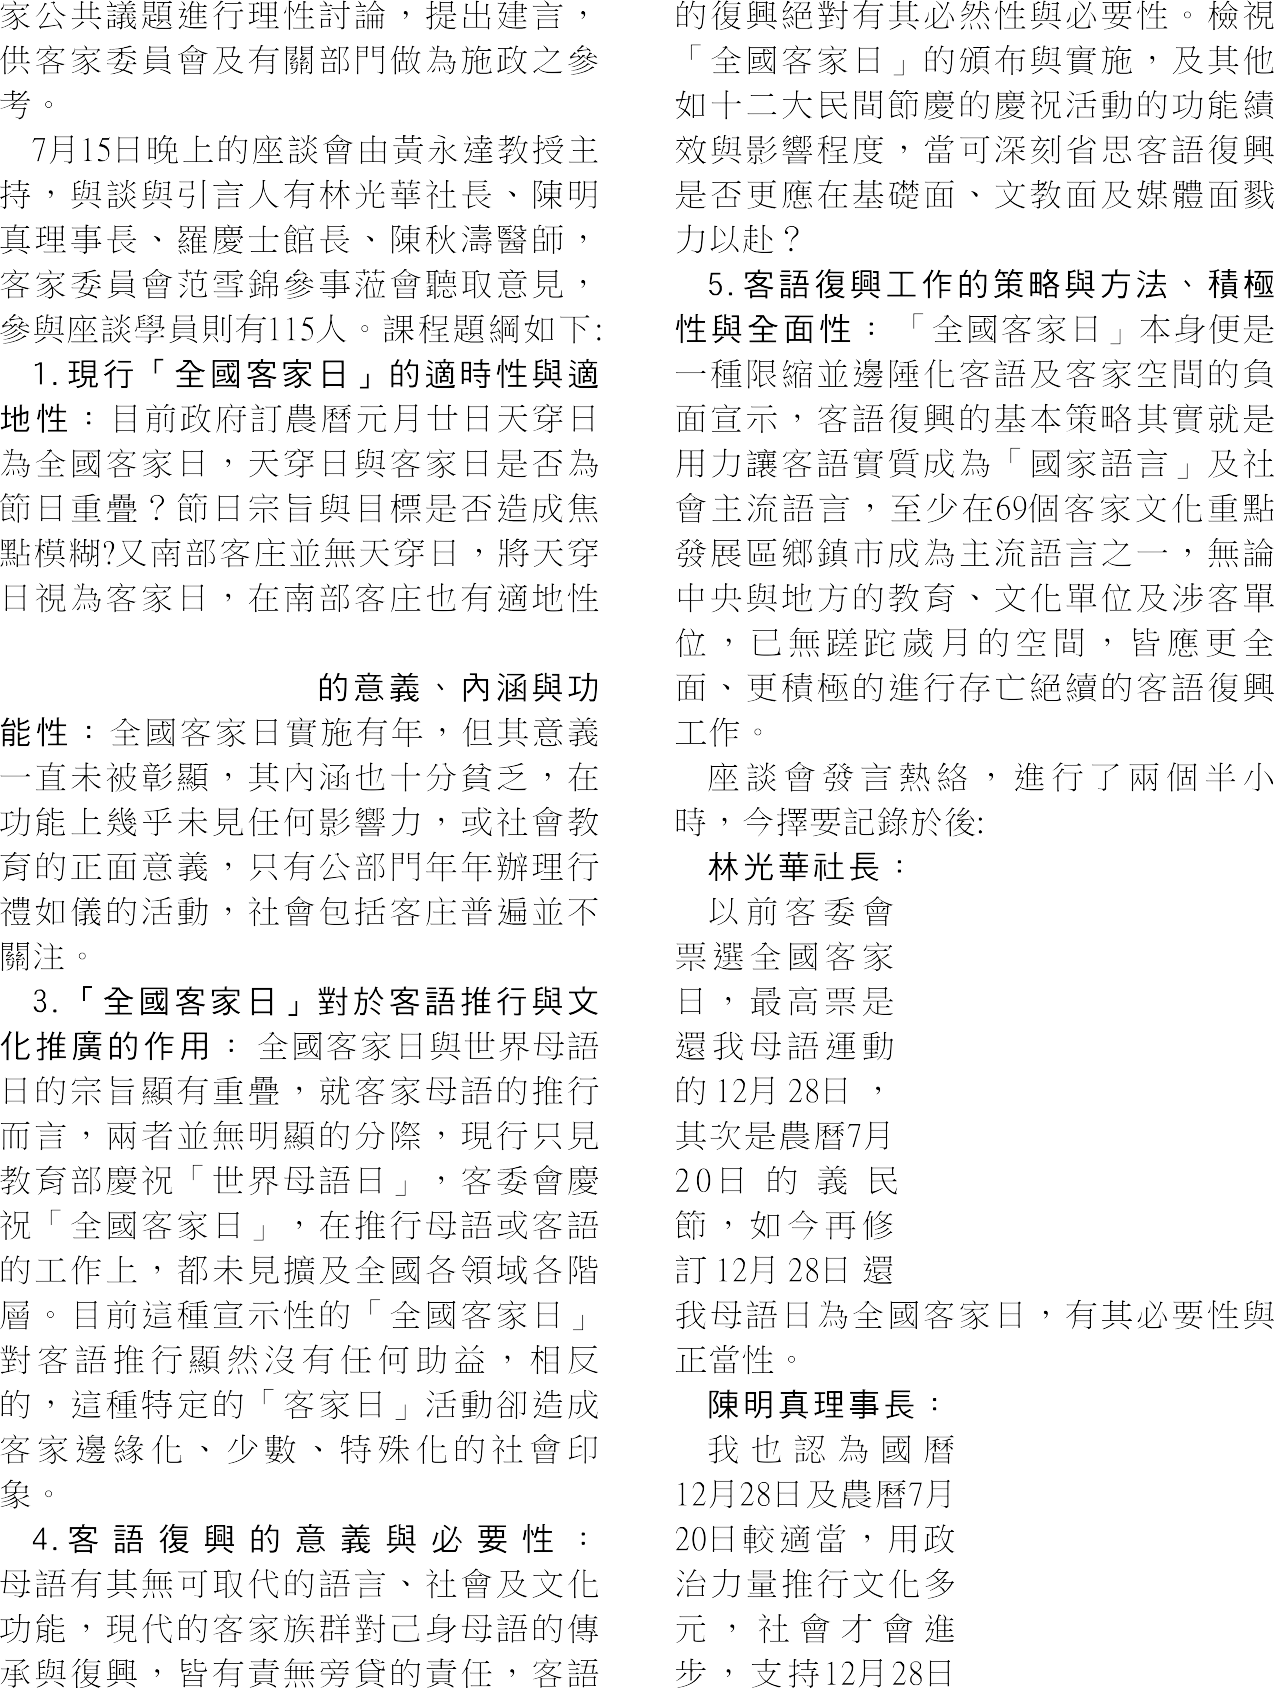 家公共議題進行理性討論，提出建言，
供客家委員會及有關部門做為施政之參
考。
7月15日晚上的座談會由黃永達教授主
持，與談與引言人有林光華社長、陳明
真理事長、羅慶士館長、陳秋濤醫師，
客家委員會范雪錦參事蒞會聽取意見，
參與座談學員則有115人。課程題綱如下:
1.現行「全國客家日」的適時性與適
地性：目前政府訂農曆元月廿日天穿日
為全國客家日，天穿日與客家日是否為
節日重疊？節日宗旨與目標是否造成焦
點模糊?又南部客庄並無天穿日，將天穿
日視為客家日，在南部客庄也有適地性
的意義、內涵與功
能性：全國客家日實施有年，但其意義
一直未被彰顯，其內涵也十分貧乏，在
功能上幾乎未見任何影響力，或社會教
育的正面意義，只有公部門年年辦理行
禮如儀的活動，社會包括客庄普遍並不
關注。
3.「全國客家日」對於客語推行與文
化推廣的作用：全國客家日與世界母語
日的宗旨顯有重疊，就客家母語的推行
而言，兩者並無明顯的分際，現行只見
教育部慶祝「世界母語日」，客委會慶
祝「全國客家日」，在推行母語或客語
的工作上，都未見擴及全國各領域各階
層。目前這種宣示性的「全國客家日」
對客語推行顯然沒有任何助益，相反
的，這種特定的「客家日」活動卻造成
客家邊緣化、少數、特殊化的社會印
象。
4.客語復興的意義與必要性：
母語有其無可取代的語言、社會及文化
功能，現代的客家族群對己身母語的傳
承與復興，皆有責無旁貸的責任，客語
的復興絕對有其必然性與必要性。檢視
「全國客家日」的頒布與實施，及其他
如十二大民間節慶的慶祝活動的功能績
效與影響程度，當可深刻省思客語復興
是否更應在基礎面、文教面及媒體面戮
力以赴？
5.客語復興工作的策略與方法、積極
性與全面性：「全國客家日」本身便是
一種限縮並邊陲化客語及客家空間的負
面宣示，客語復興的基本策略其實就是
用力讓客語實質成為「國家語言」及社
會主流語言，至少在69個客家文化重點
發展區鄉鎮市成為主流語言之一，無論
中央與地方的教育、文化單位及涉客單
位，已無蹉跎歲月的空間，皆應更全
面、更積極的進行存亡絕續的客語復興
工作。
座談會發言熱絡，進行了兩個半小
時，今擇要記錄於後:
林光華社長：
以前客委會
票選全國客家
日，最高票是
還我母語運動
的12月28日，
其次是農曆7月
20日的義民
節，如今再修
訂12月28日還
我母語日為全國客家日，有其必要性與
正當性。
陳明真理事長：
我也認為國曆
12月28日及農曆7月
20日較適當，用政
治力量推行文化多
元，社會才會進
步，支持12月28日